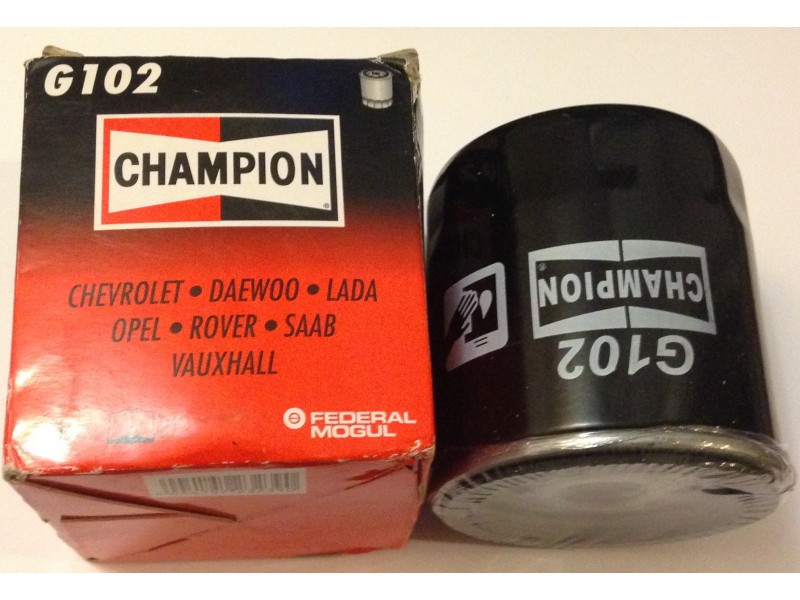 G102
CHAMPION
®
CHEVROLET • DAEWOO • LADA
OPEL • ROVER • SAAB
VAUXHALL
FEDERAL
MOGUL
CHAMPION
®
G102